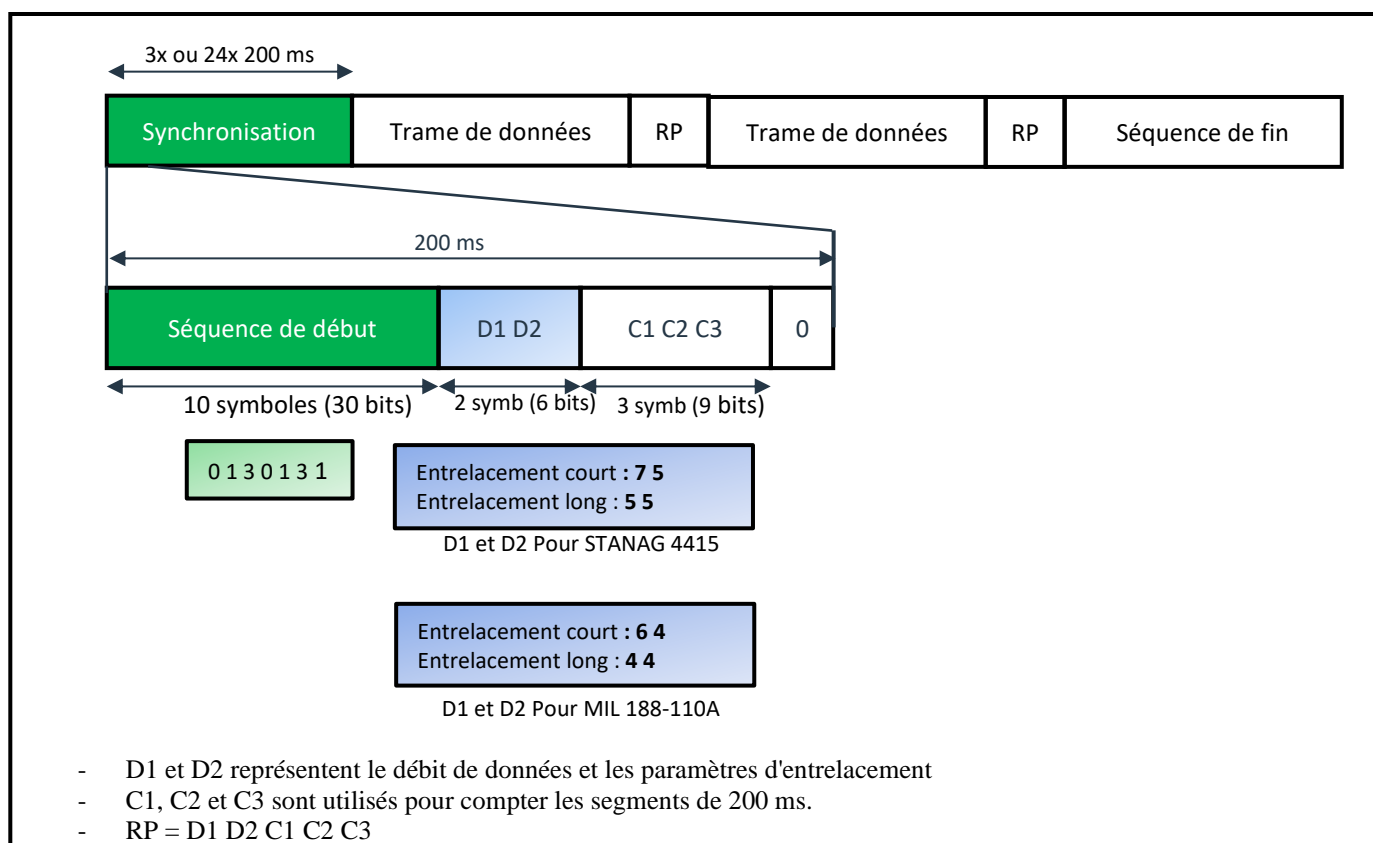 3x ou 24x 200 ms
Synchronisation
Trame de données
RP
Trame de données
RP
Séquence de fin
200 ms
Séquence de début
D1 D2
C1 C2 C3
0
10 symboles (30 bits)
2 symb (6 bits)
3 symb (9 bits)
0 1 3 0 1 3 1
Entrelacement court : 7 5
Entrelacement long : 5 5
D1 et D2 Pour STANAG 4415
Entrelacement court : 6 4
Entrelacement long : 4 4
D1 et D2 Pour MIL 188-110A
- D1 et D2 représentent le débit de données et les paramètres d'entrelacement
- C1, C2 et C3 sont utilisés pour compter les segments de 200 ms.
- RP = D1 D2 C1 C2 C3